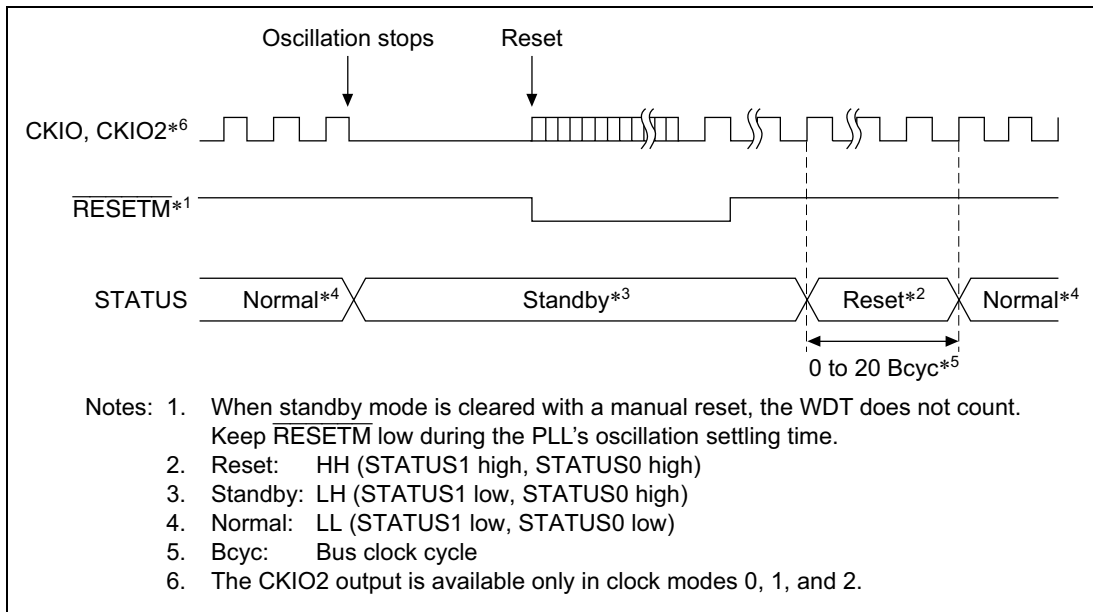 Oscillation stops Reset
CKIO, CKIO2*6
RESETM*1
STATUS Normal*4 Standby*3 Reset*2 Normal*4
0 to 20 Bcyc*5
Notes: 1. When standby mode is cleared with a manual reset, the WDT does not count.
Keep RESETM low during the PLL's oscillation settling time.
2. Reset: HH (STATUS1 high, STATUS0 high)
3. Standby: LH (STATUS1 low, STATUS0 high)
4. Normal: LL (STATUS1 low, STATUS0 low)
5. Bcyc: Bus clock cycle
6. The CKIO2 output is available only in clock modes 0, 1, and 2.